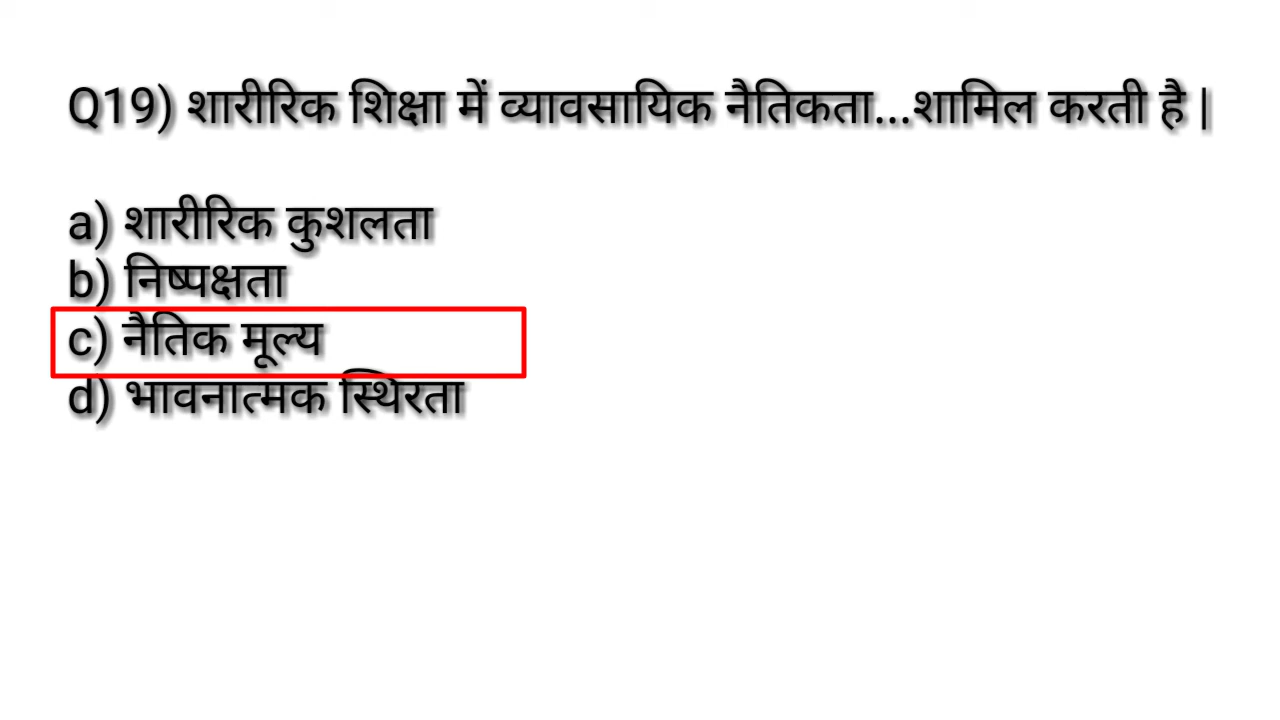 Q19) शारीरिक शिक्षा में व्यावसायिक नैतिकता...शामिल करती है |
a) शारीरिक कुशलता
b) निष्पक्षता
c) नैतिक मूल्य
d) भावनात्मक स्थिरता